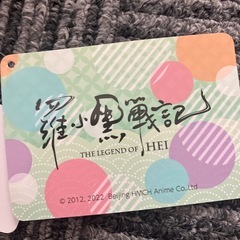 羅小黑戰記
THE LEGEND OF HEI
© 2012, 2022 Beijing HMCH Anime Co.,Ltd